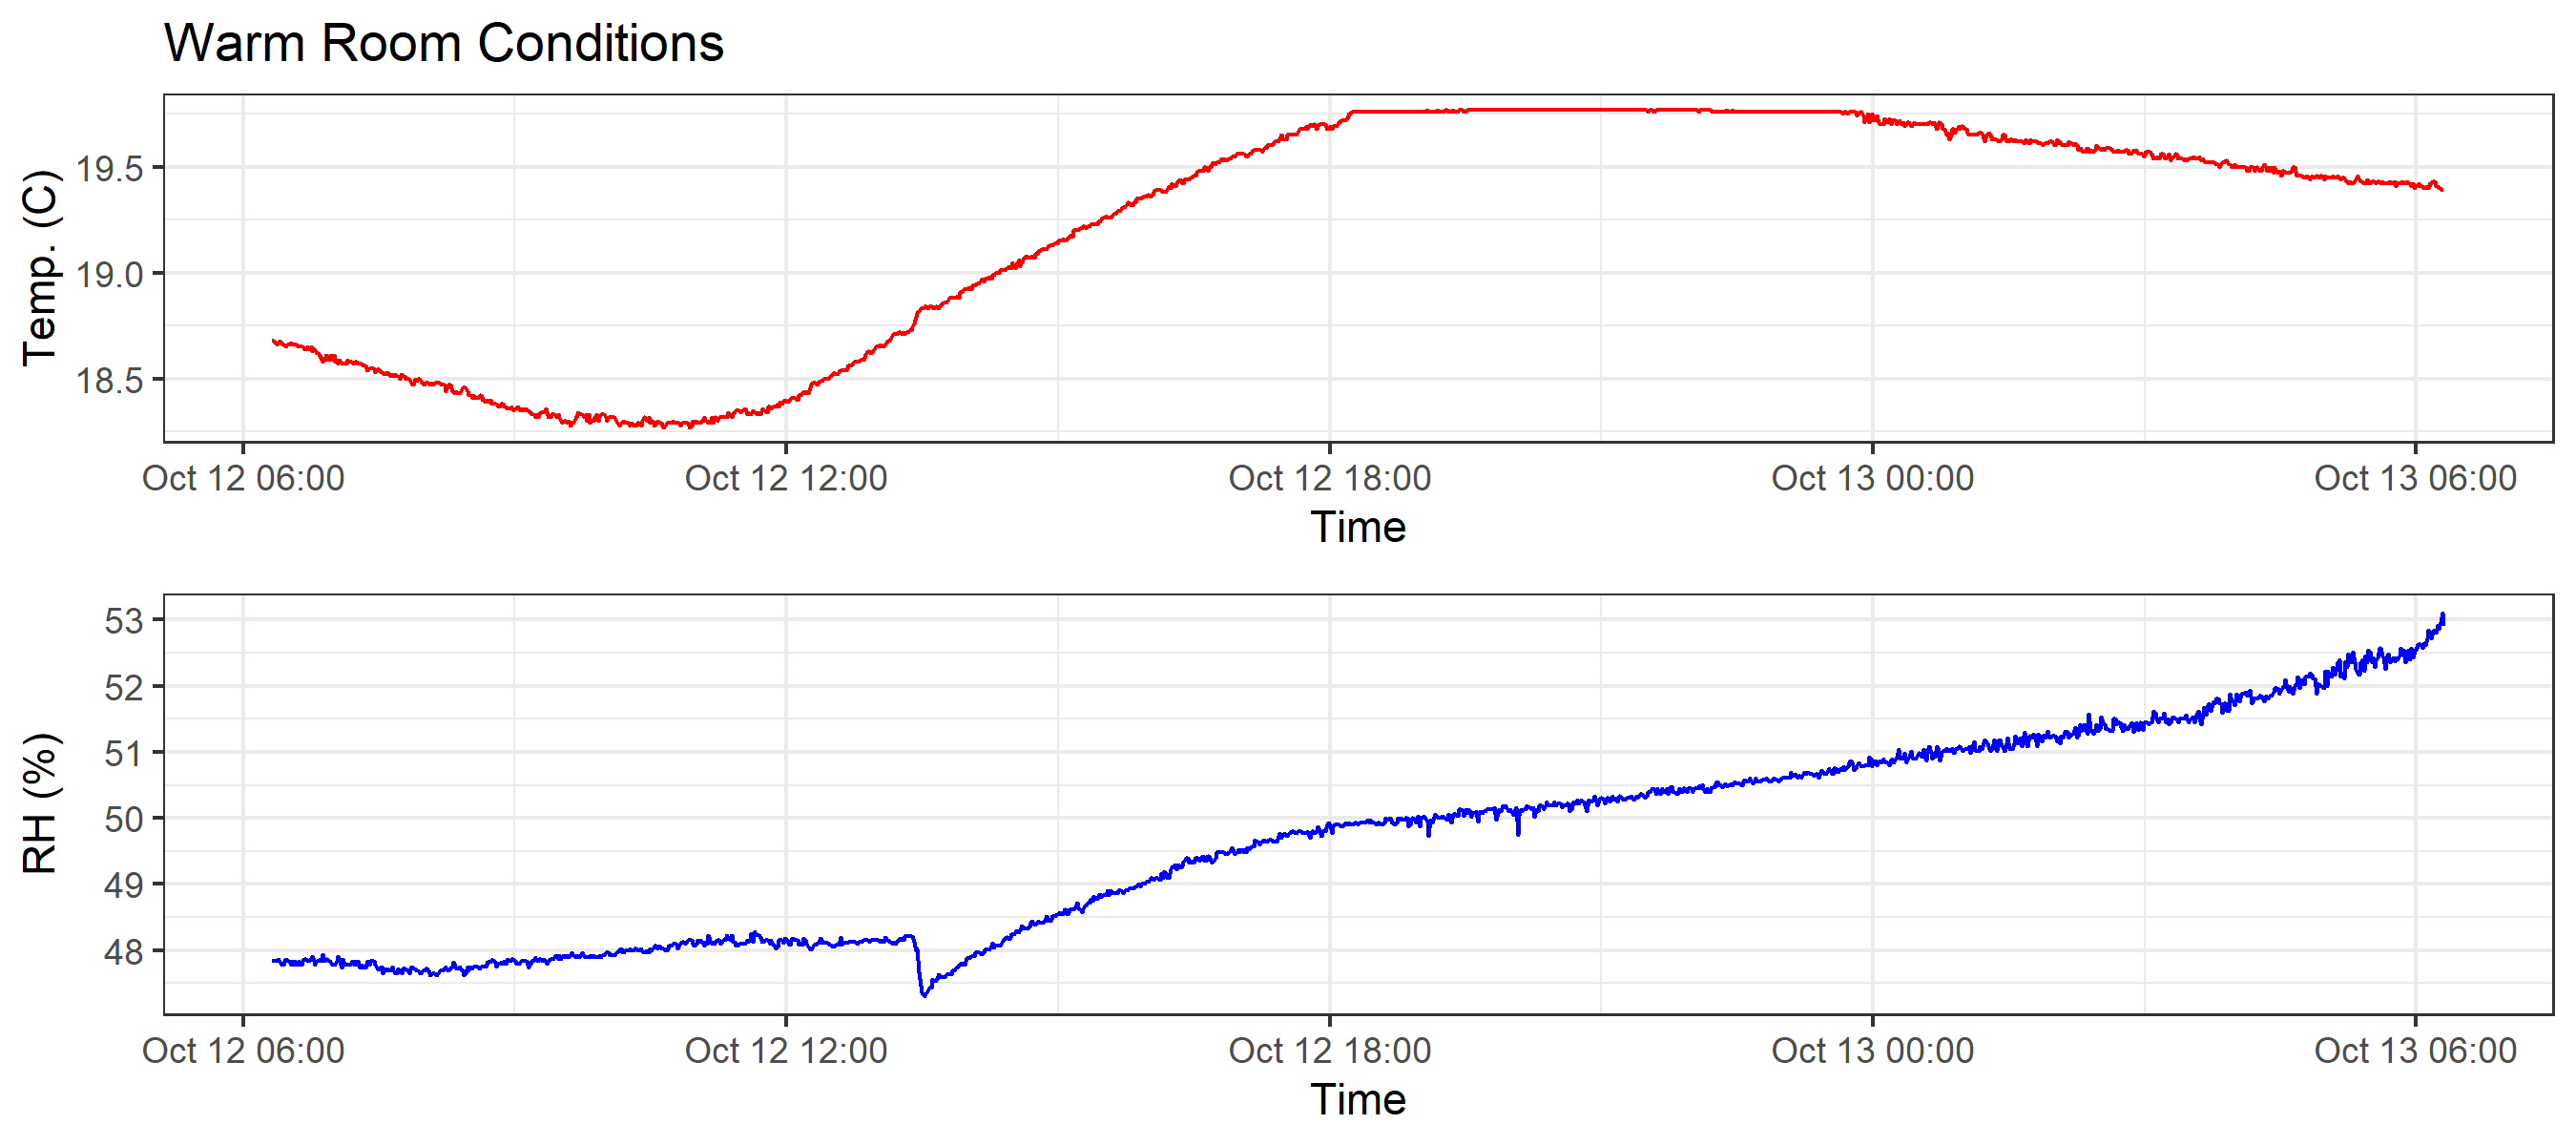 Warm Room Conditions
Temp. (C)
19.5
19.0
18.5
Oct 12 06:00 Oct 12 12:00 Oct 12 18:00 Oct 13 00:00 Oct 13 06:00
Time
RH (%)
53
52
51
50
49
48
Oct 12 06:00 Oct 12 12:00 Oct 12 18:00 Oct 13 00:00 Oct 13 06:00
Time